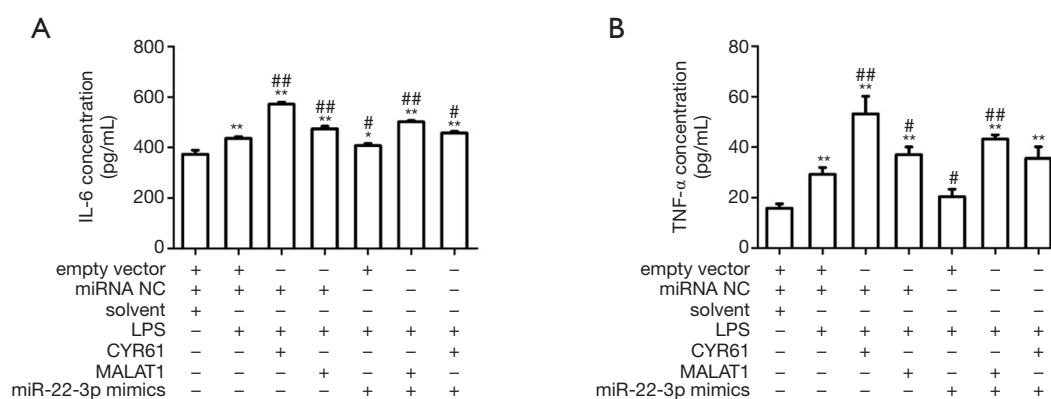 A
IL-6 concentration
(pg/mL)
800
600
400
200
0
**
##
**
##
**
#
*
##
**
#
**
empty vector + + – – + – –
miRNA NC + + + + – – –
solvent + – – – – – –
LPS – + + + + + +
CYR61 – – + – – – +
MALAT1 – – – + – + –
miR-22-3p mimics – – – – + + +
B
TNF-α concentration
(pg/mL)
80
60
40
20
0
**
##
**
#
**
#
##
**
**
empty vector + + – – + – –
miRNA NC + + + + – – –
solvent + – – – – – –
LPS – + + + + + +
CYR61 – – + – – – +
MALAT1 – – – + – + –
miR-22-3p mimics – – – – + + +